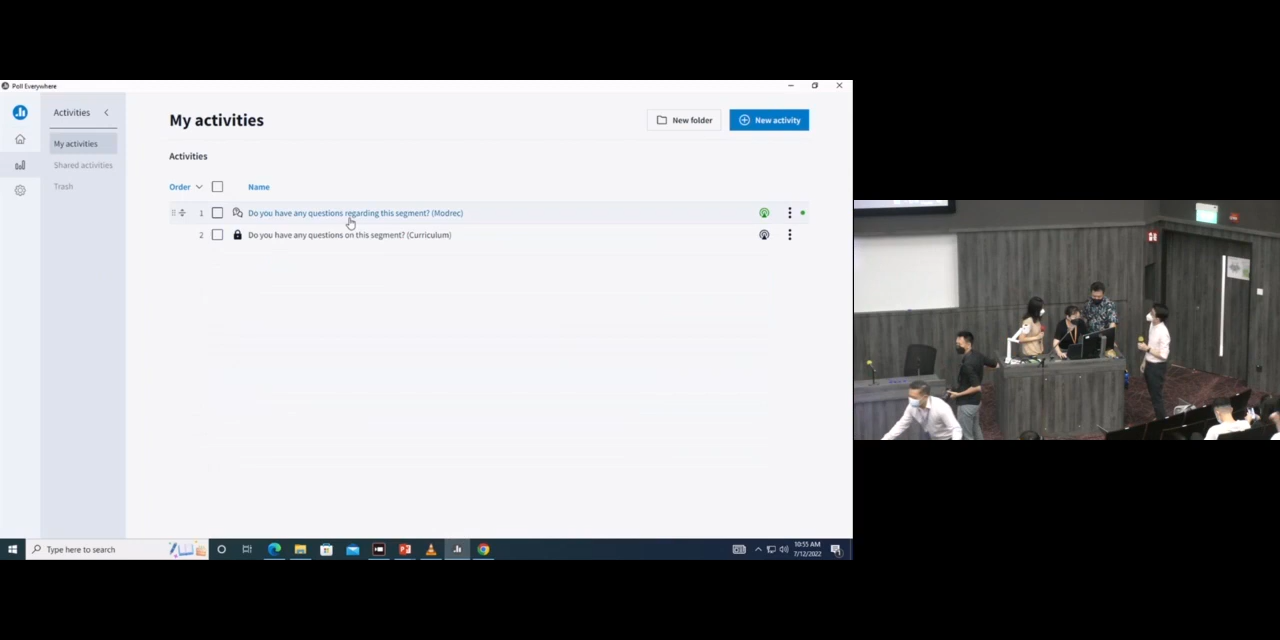 Poll Everywhere
Activities
My activities
Shared activities
Trash
My activities
New folder
New activity
Activities
Order
Name
1 Do you have any questions regarding this segment? (Modrec)
2 Do you have any questions on this segment? (Curriculum)
Type here to search
10:55 AM
7/12/2022